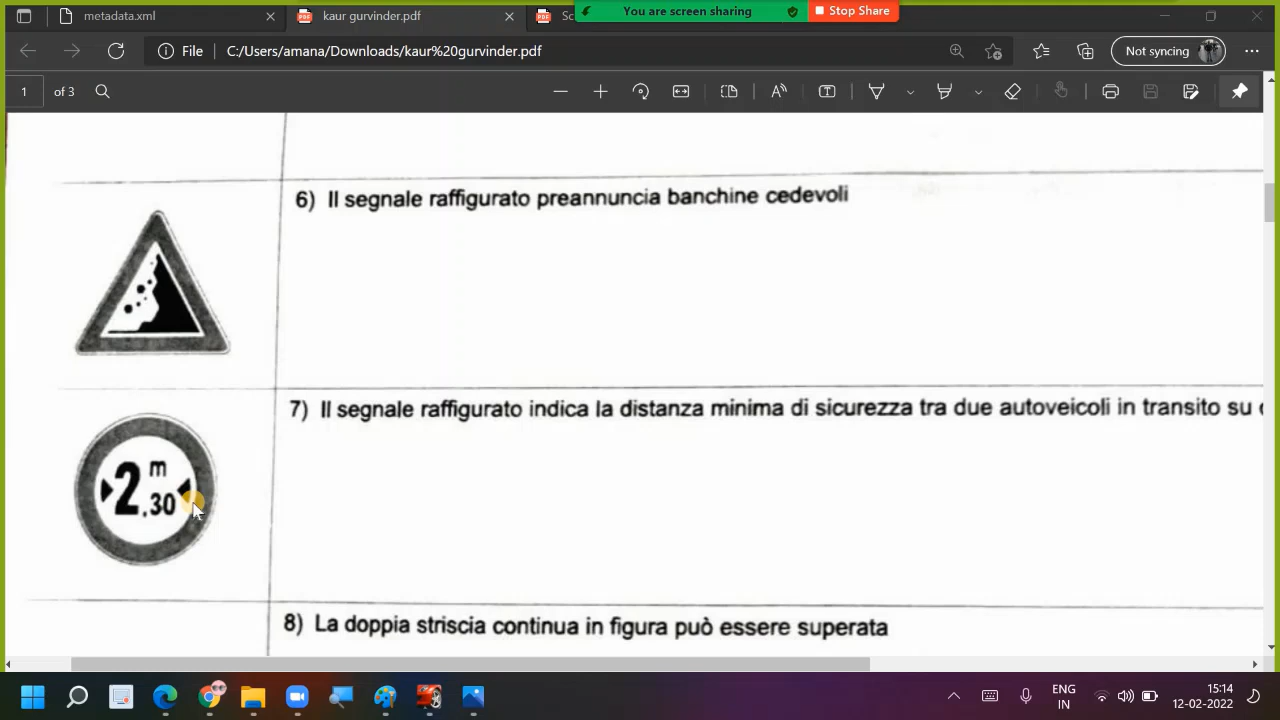 metadata.xml
kaur gurvinder.pdf
Sc
You are screen sharing
Stop Share
File
C:/Users/amana/Downloads/kaur%20gurvinder.pdf
Not syncing
1 of 3
6) Il segnale raffigurato preannuncia banchine cedevoli
7) Il segnale raffigurato indica la distanza minima di sicurezza tra due autoveicoli in transito su
2 m .30
8) La doppia striscia continua in figura può essere superata
ENG
IN
15:14
12-02-2022